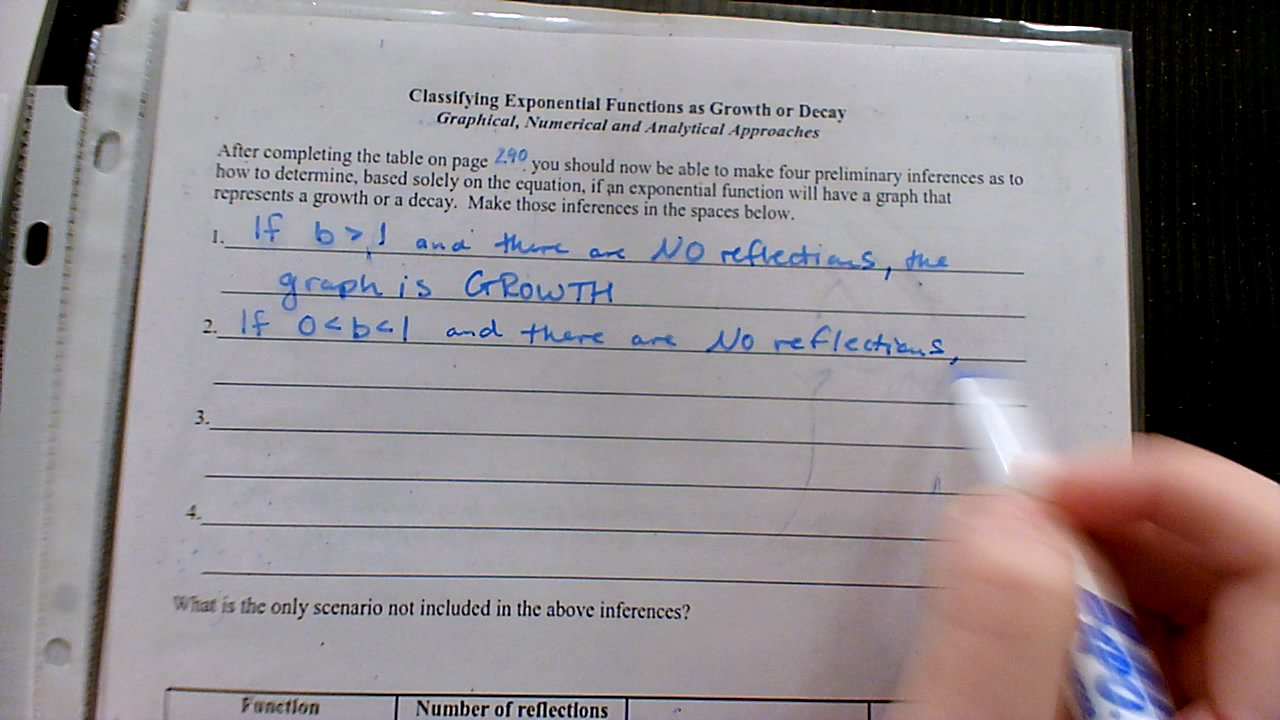 Classifying Exponential Functions as Growth or Decay
Graphical, Numerical and Analytical Approaches
After completing the table on page 290, you should now be able to make four preliminary inferences as to
how to determine, based solely on the equation, if an exponential function will have a graph that
represents a growth or a decay. Make those inferences in the spaces below.
1. If b > 1 and there are NO reflections, the
graph is GROWTH
2. If 0 < b < 1 and there are NO reflections,
3.
4.
What is the only scenario not included in the above inferences?
Function Number of reflections